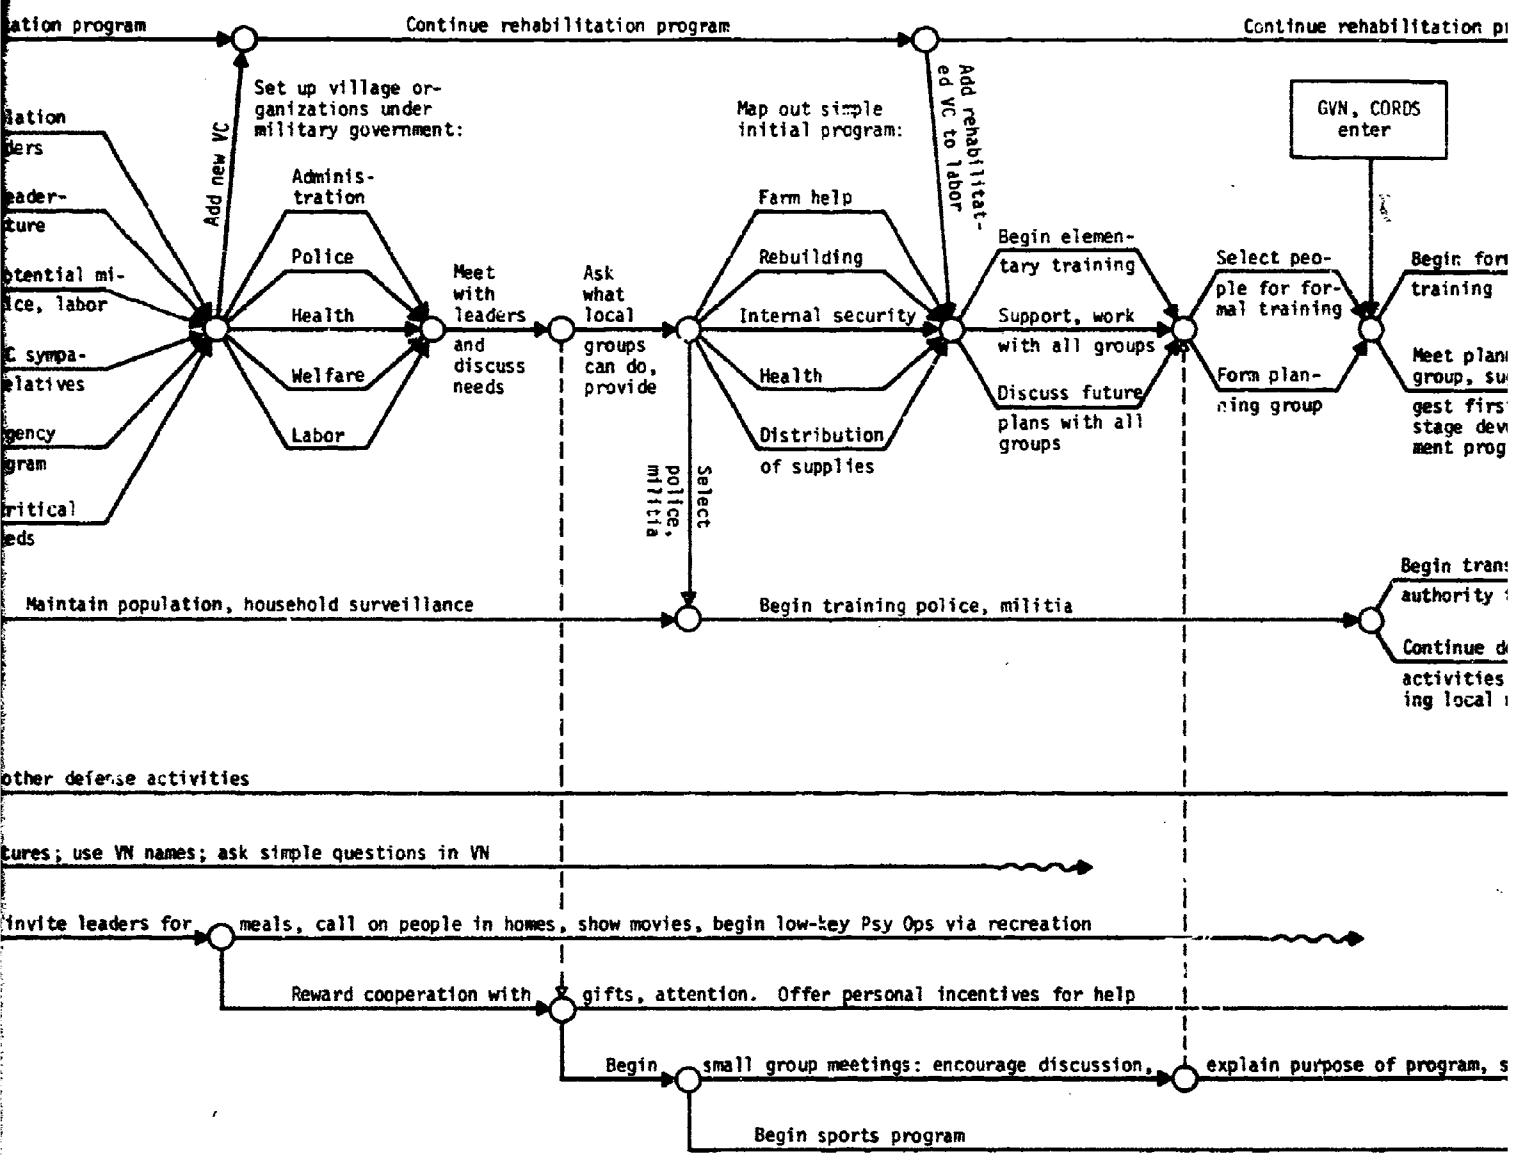 ation program
Continue rehabilitation program
Continue rehabilitation
Set up village or-
ganizations under
military government:
Add new VC
Map out simple
initial program:
Add rehabilitat-
ed VC to labor
GVN, CORDS
enter
lation
ders
eader-
ture
otential mi-
ice, labor
C sympa-
elatives
gency
gram
ritical
eds
Adminis-
tration
Police
Health
Welfare
Labor
Meet
with
leaders
and
discuss
needs
Ask
what
local
groups
can do,
provide
Farm help
Rebuilding
Internal security
Health
Distribution
of supplies
Select
police,
militia
Begin elemen-
tary training
Support, work
with all groups
Discuss future
plans with all
groups
Select peo-
ple for for-
mal training
Form plan-
ning group
Begin for
training
Meet plan
group, su
gest firs
stage dev
ment prog
Maintain population, household surveillance
Begin training police, militia
Begin trans
authority
Continue d
activities
ing local
other defense activities
tures; use VN names; ask simple questions in VN
invite leaders for
meals, call on people in homes, show movies, begin low-key Psy Ops via recreation
Reward cooperation with
gifts, attention. Offer personal incentives for help
Begin
small group meetings: encourage discussion,
explain purpose of program, s
Begin sports program